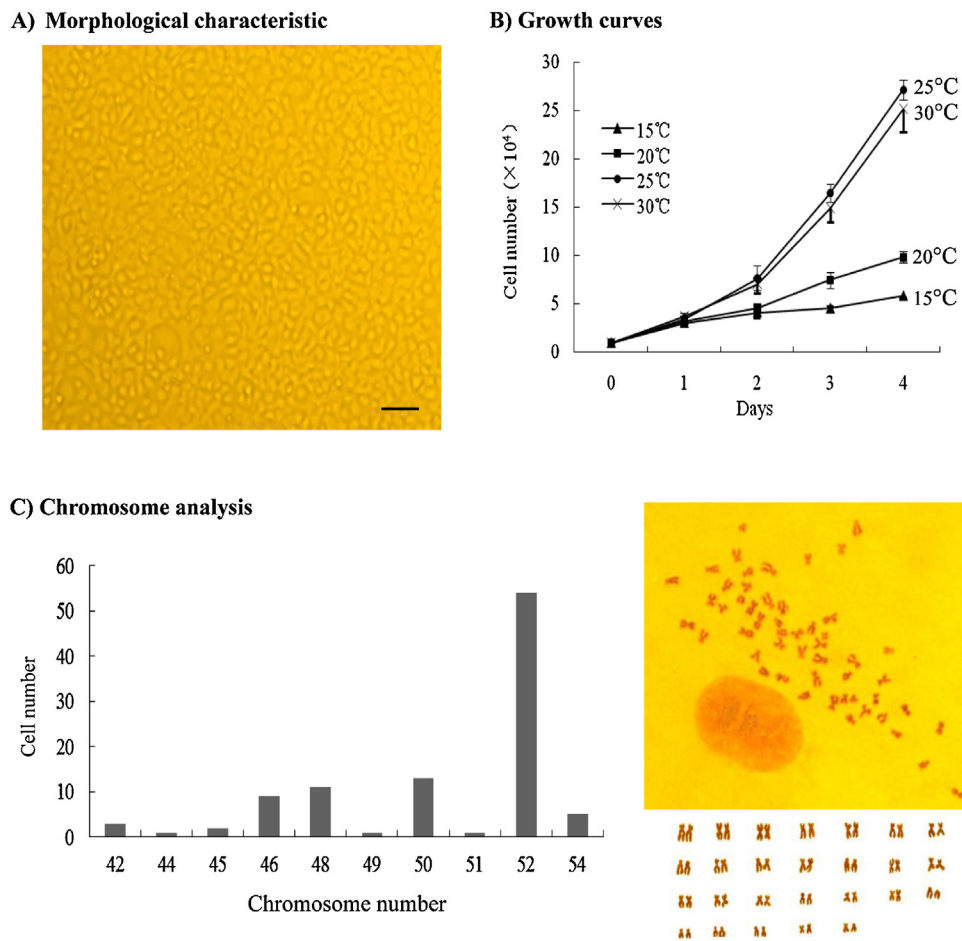 A) Morphological characteristic
B) Growth curves
30
25
20
15
10
5
0
Cell number (×10⁴)
15℃
20℃
25℃
30℃
25°C
30°C
20°C
15°C
0 1 2 3 4
Days
C) Chromosome analysis
60
50
40
30
20
10
0
Cell number
42 44 45 46 48 49 50 51 52 54
Chromosome number